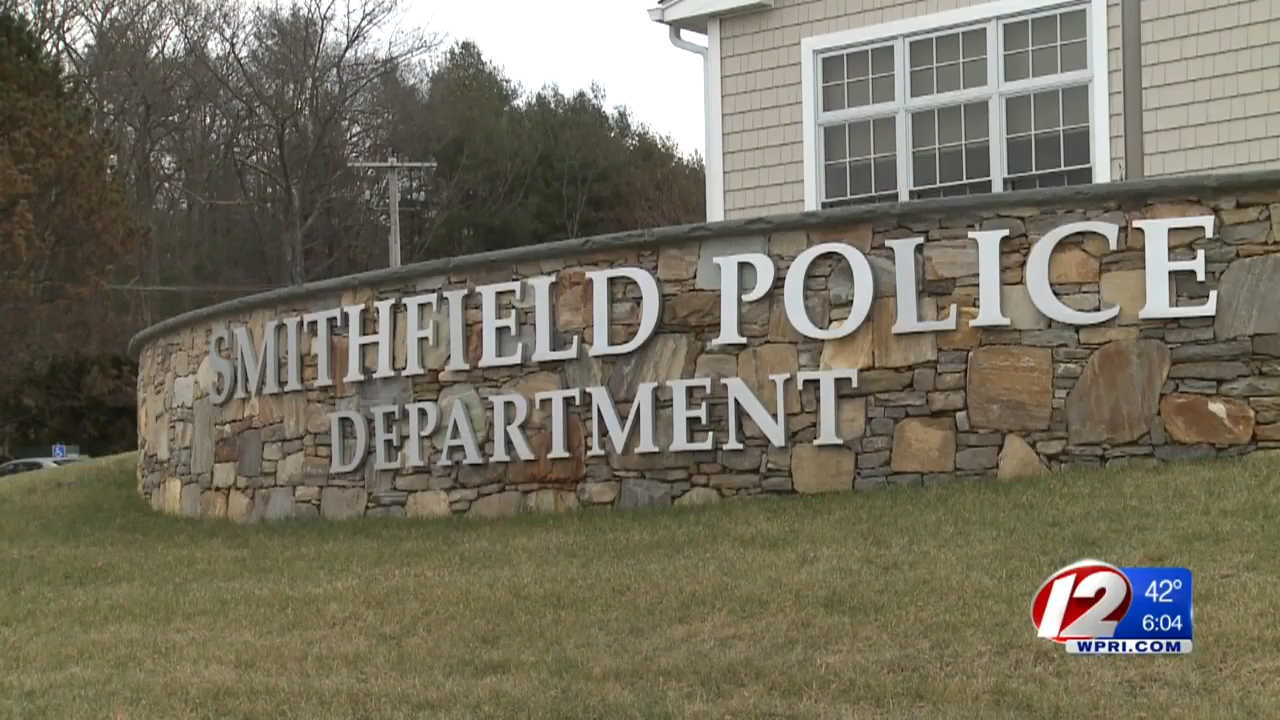 SMITHFIELD POLICE
DEPARTMENT
12
42°
6:04
WPRI.COM